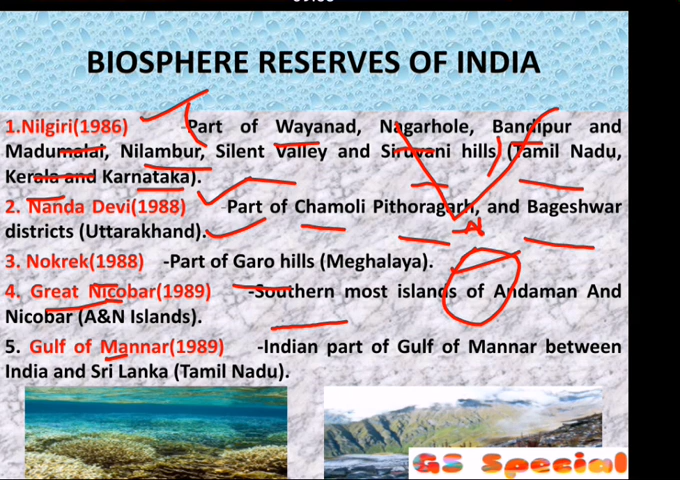 BIOSPHERE RESERVES OF INDIA
1.Nilgiri(1986) -Part of Wayanad, Nagarhole, Bandipur and
Madumalai, Nilambur, Silent Valley and Siruvani hills (Tamil Nadu,
Kerala and Karnataka).
2. Nanda Devi(1988) -Part of Chamoli Pithoragarh, and Bageshwar
districts (Uttarakhand).
3. Nokrek(1988) -Part of Garo hills (Meghalaya).
4. Great Nicobar(1989) -Southern most islands of Andaman And
Nicobar (A&N Islands).
5. Gulf of Mannar(1989) -Indian part of Gulf of Mannar between
India and Sri Lanka (Tamil Nadu).
GS Special